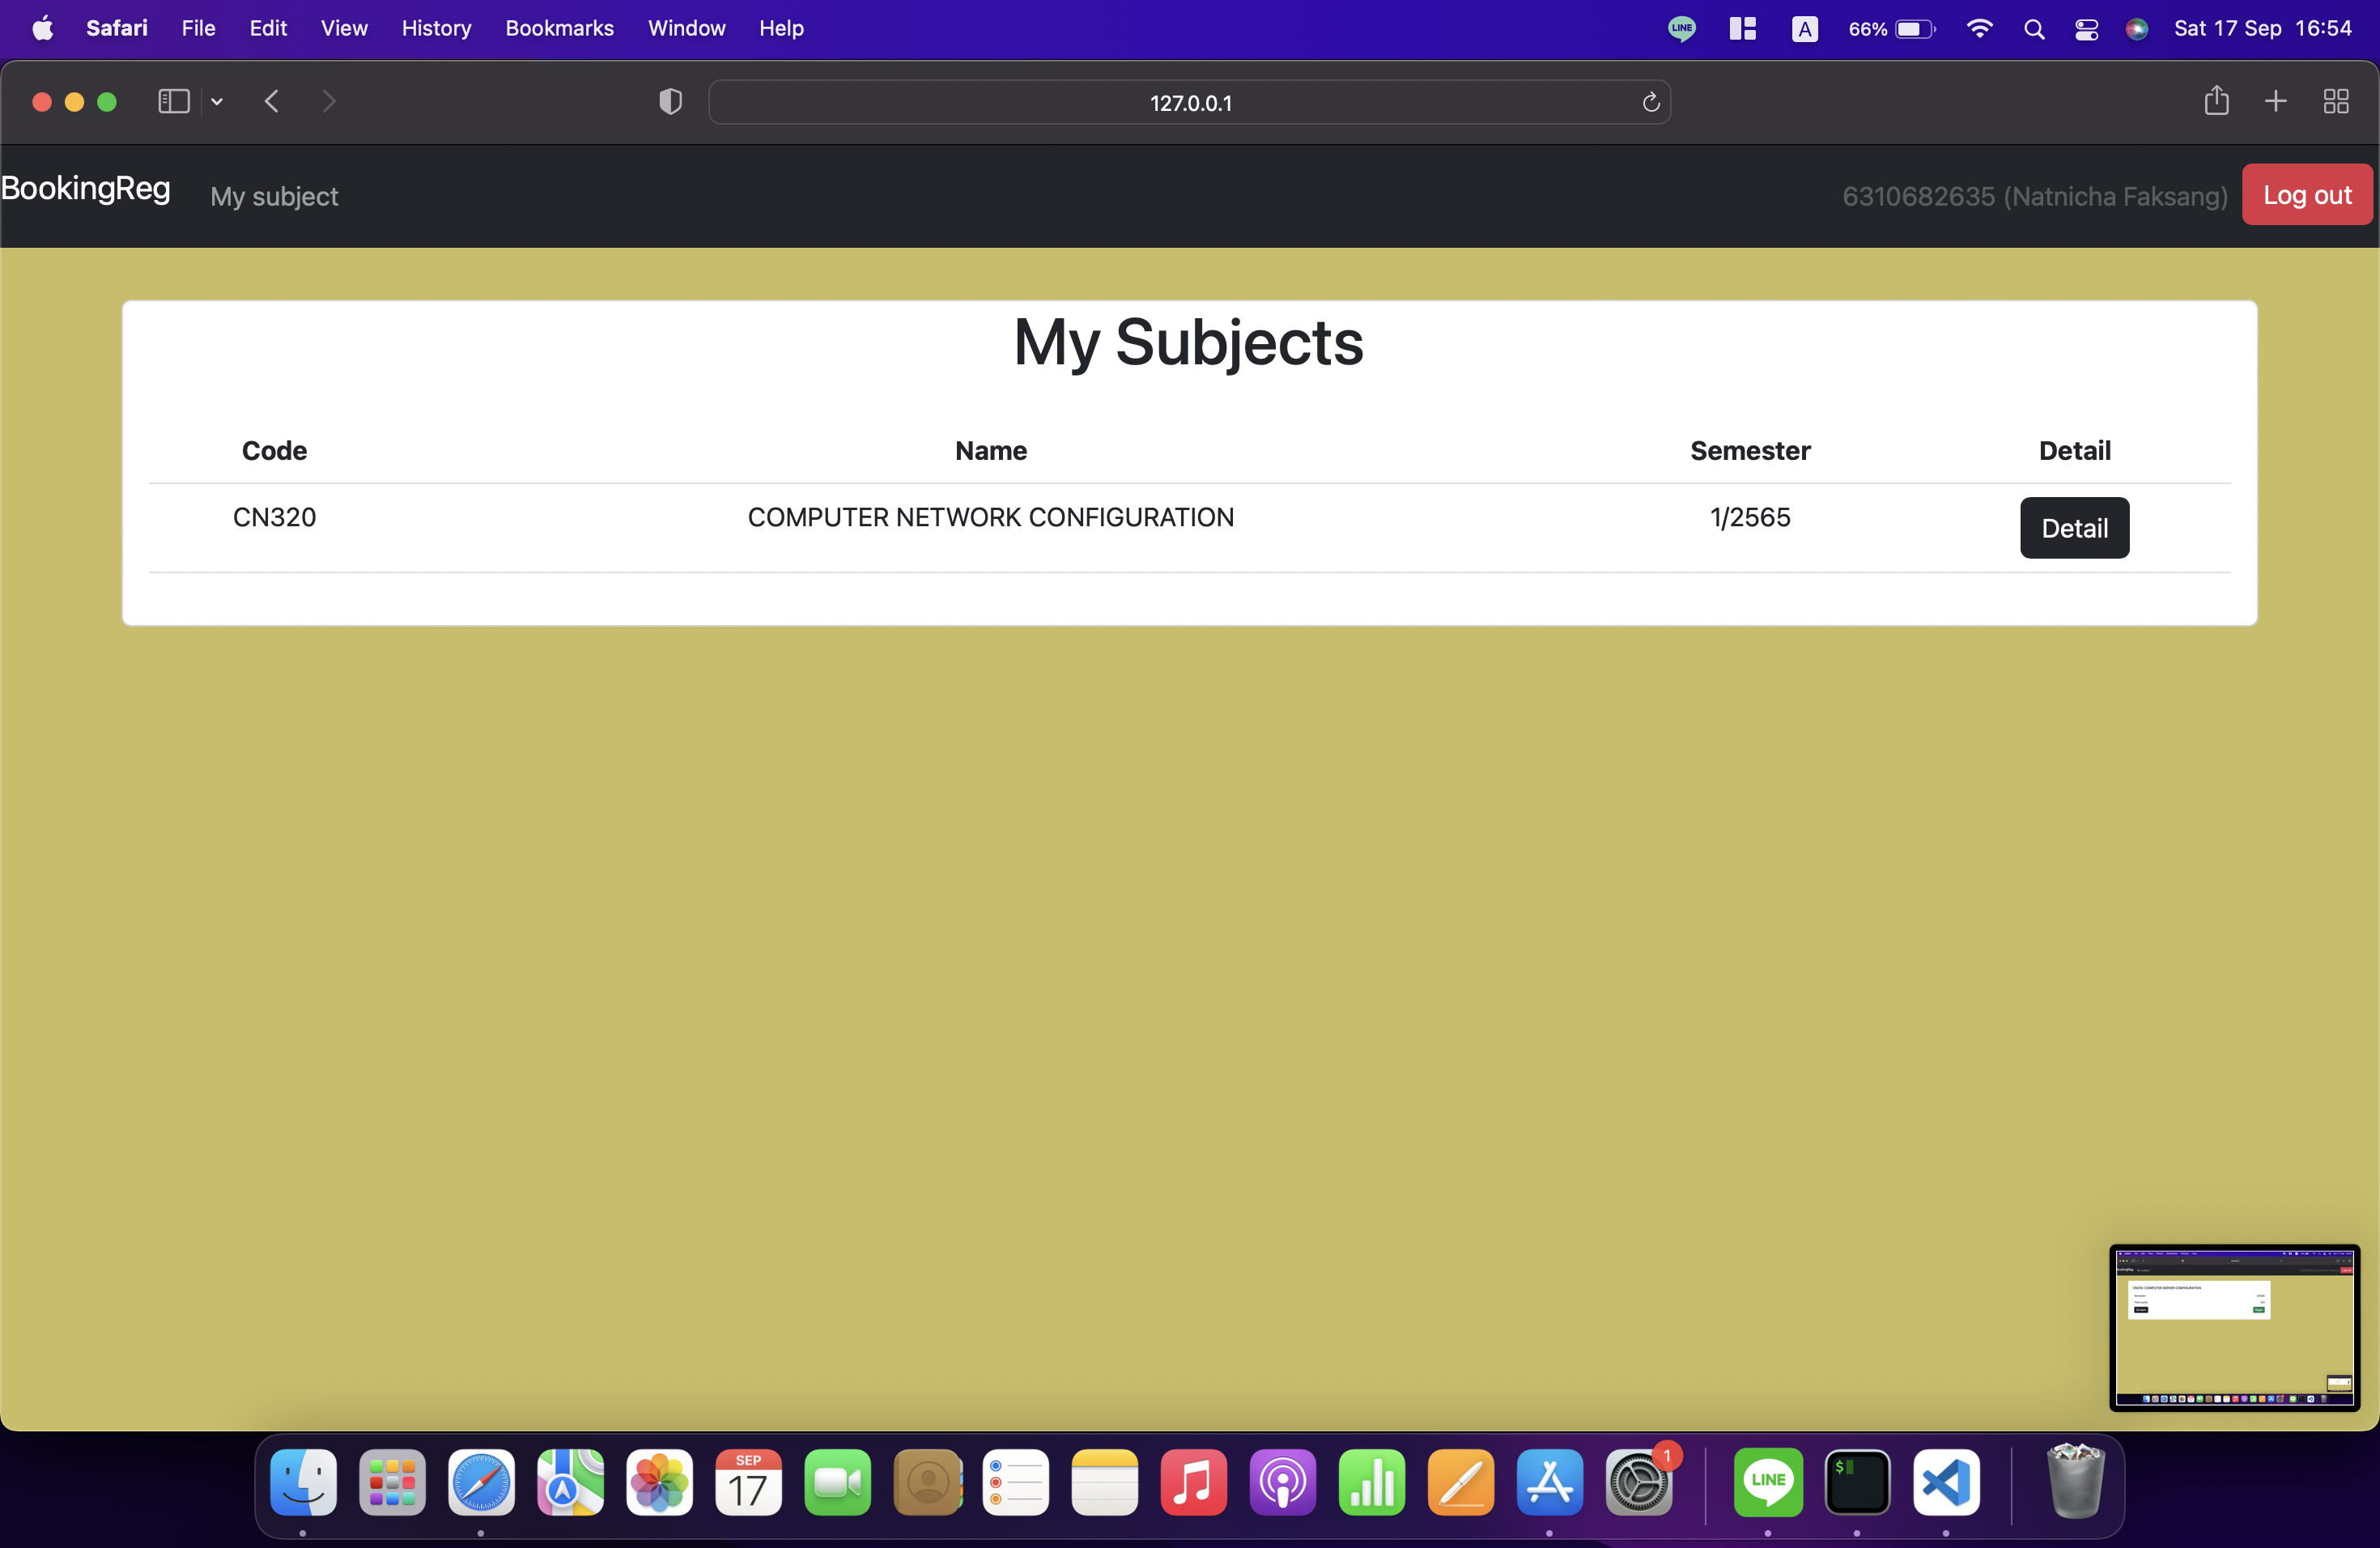 Safari File Edit View History Bookmarks Window Help LINE A 66% Sat 17 Sep 16:54
127.0.0.1
BookingReg My subject 6310682635 (Natnicha Faksang) Log out
My Subjects
Code Name Semester Detail
CN320 COMPUTER NETWORK CONFIGURATION 1/2565 Detail
SEP
17
1
LINE
$